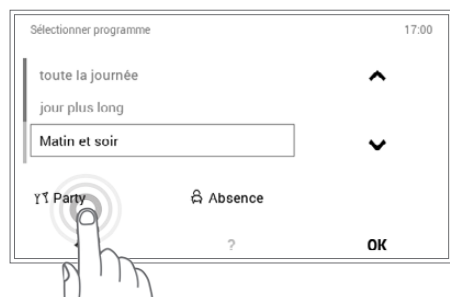 Sélectionner programme 17:00
toute la journée
jour plus long
Matin et soir
Party Absence
? OK